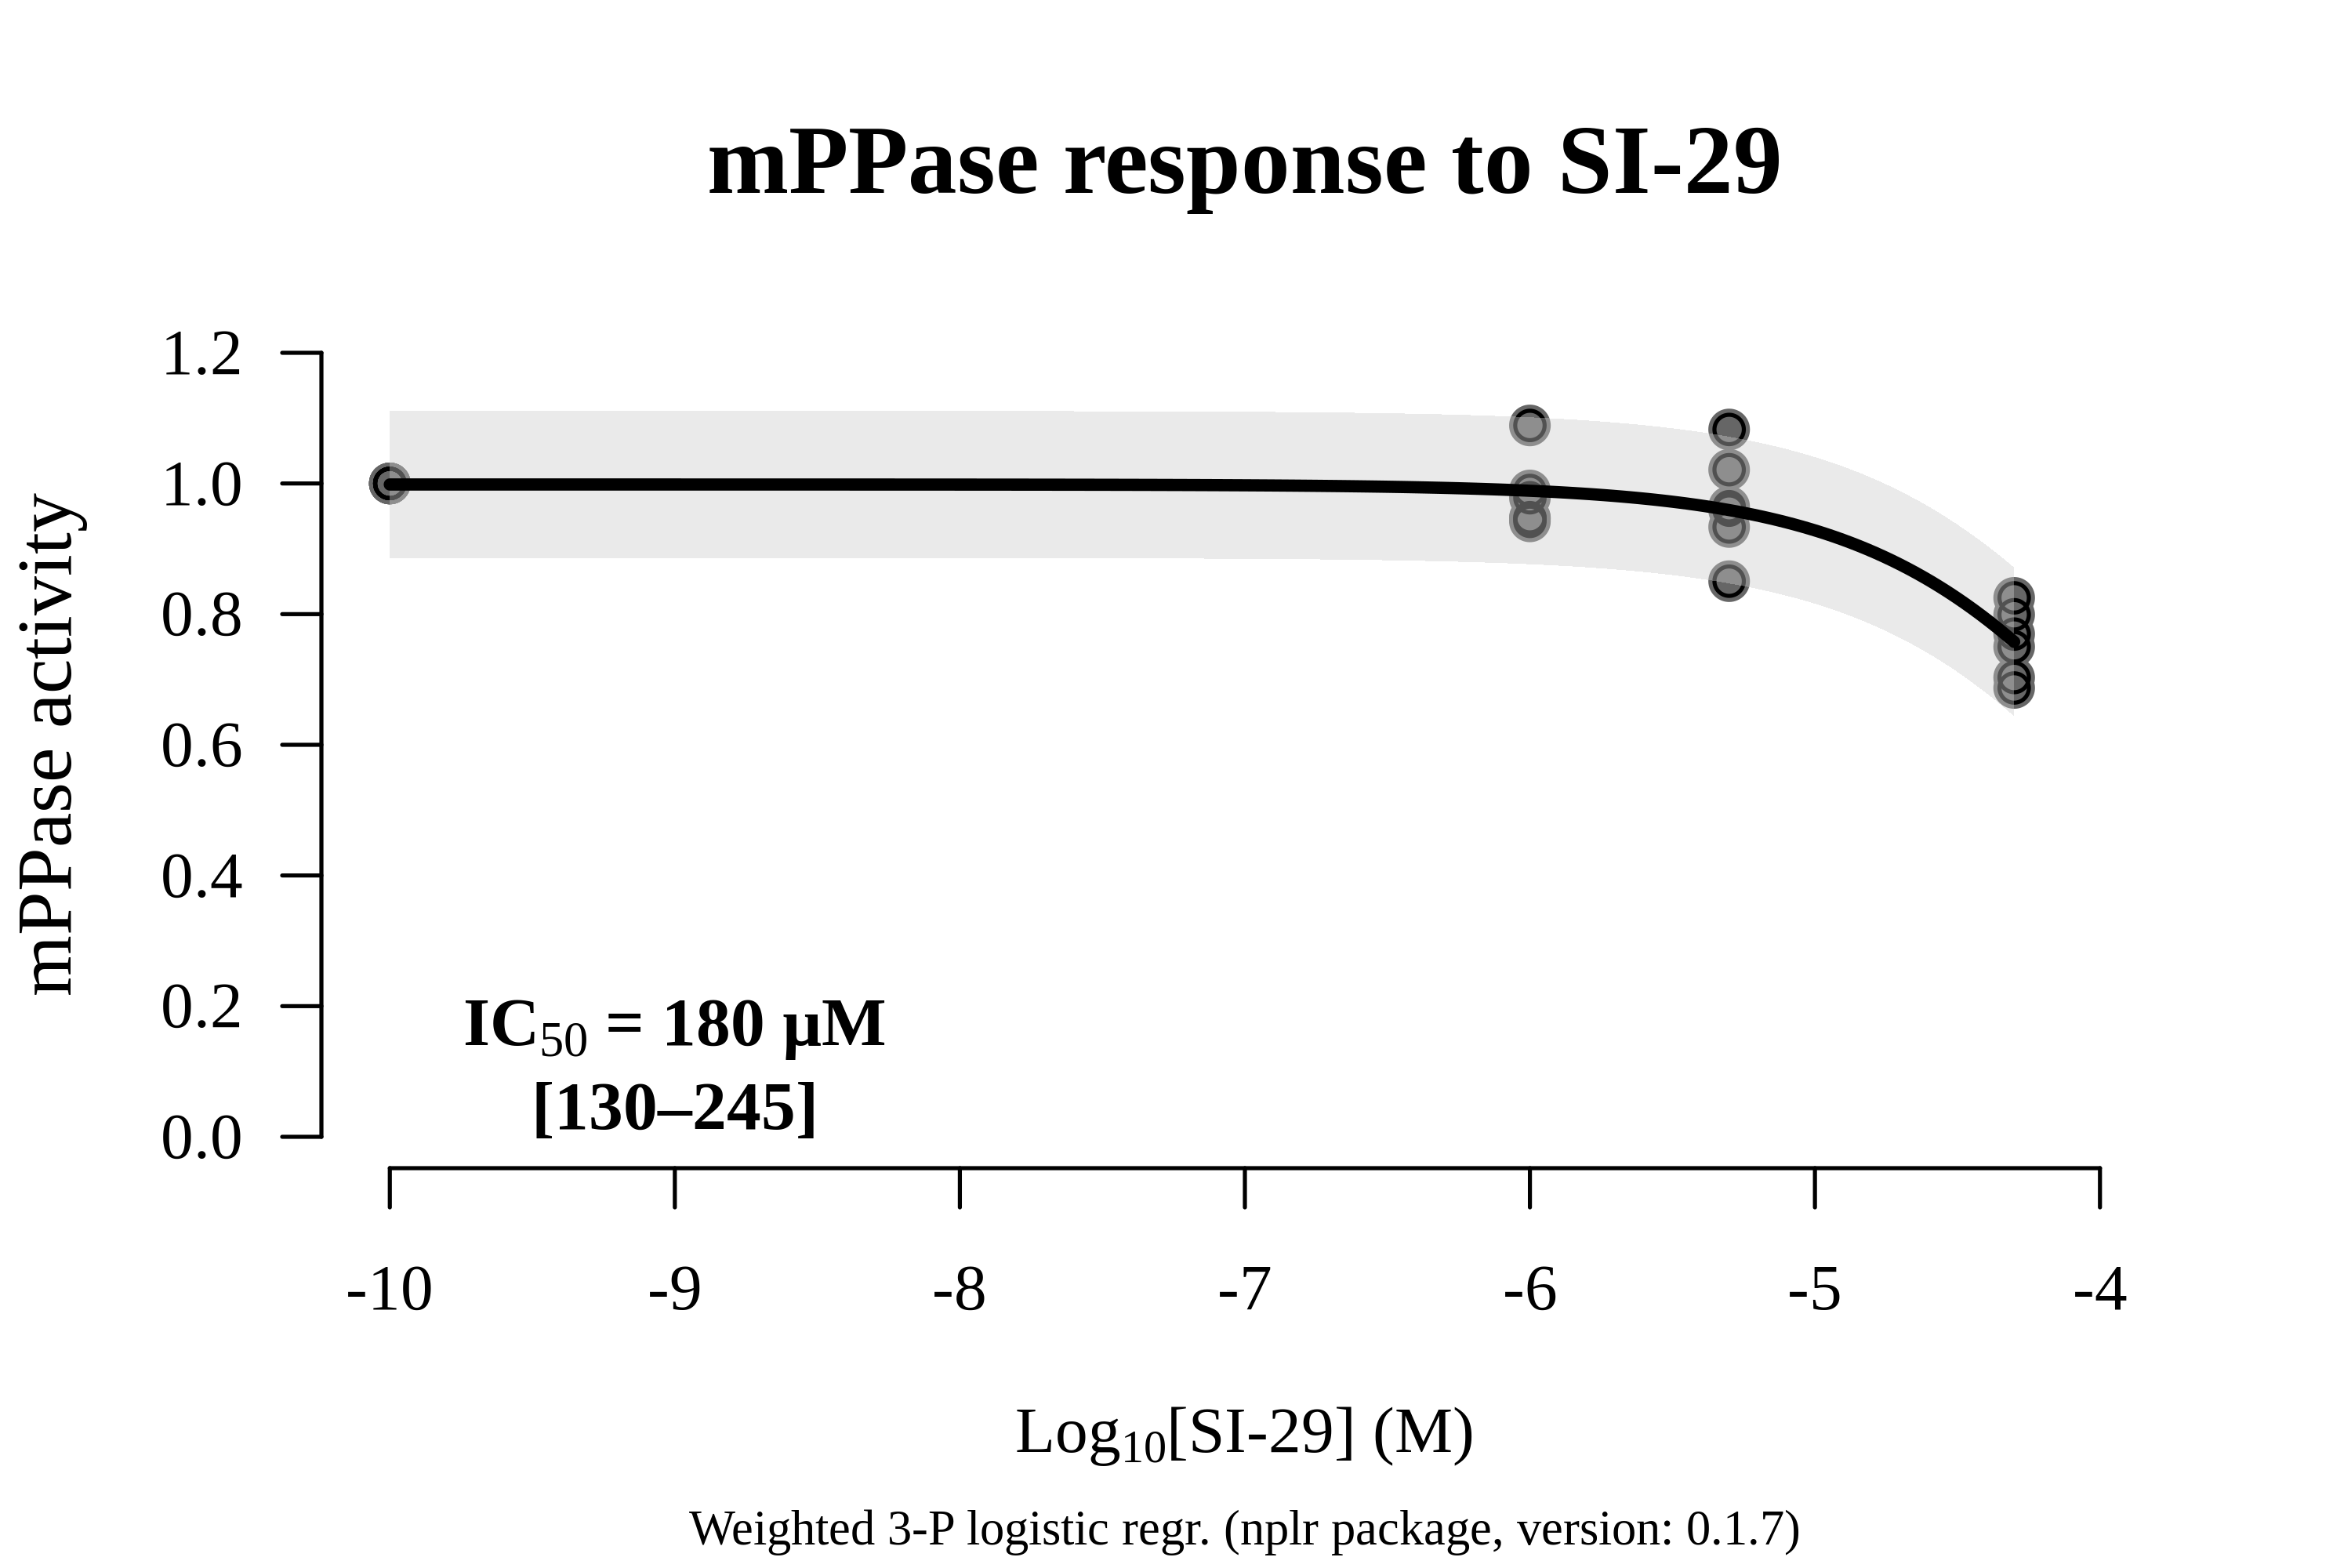 mPPase response to SI-29
mPPase activity
1.2
1.0
0.8
0.6
0.4
0.2
0.0
IC50 = 180 µM
[130–245]
-10 -9 -8 -7 -6 -5 -4
Log10[SI-29] (M)
Weighted 3-P logistic regr. (nplr package, version: 0.1.7)